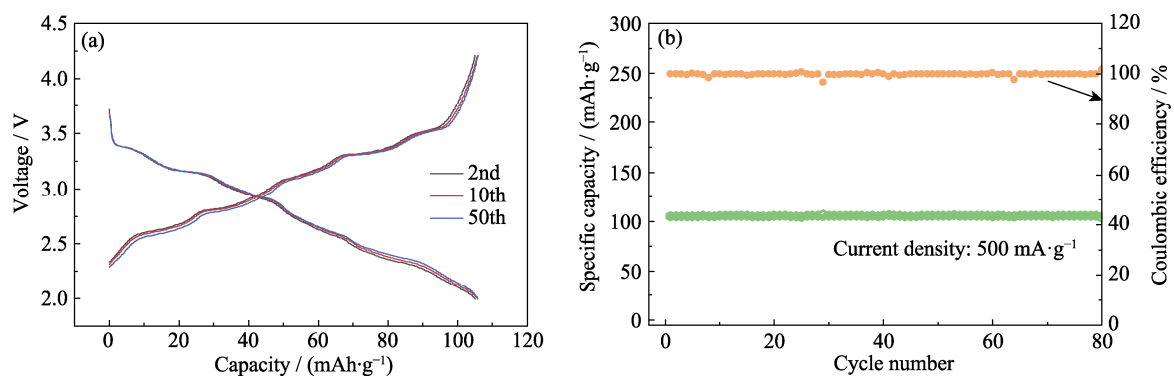 (a)
4.5
4.0
3.5
3.0
2.5
2.0
Voltage / V
2nd
10th
50th
0 20 40 60 80 100 120
Capacity / (mAh·g⁻¹)
(b)
300
250
200
150
100
50
0
Specific capacity / (mAh·g⁻¹)
Current density: 500 mA·g⁻¹
0 20 40 60 80
Cycle number
120
100
80
60
40
20
0
Coulombic efficiency / %